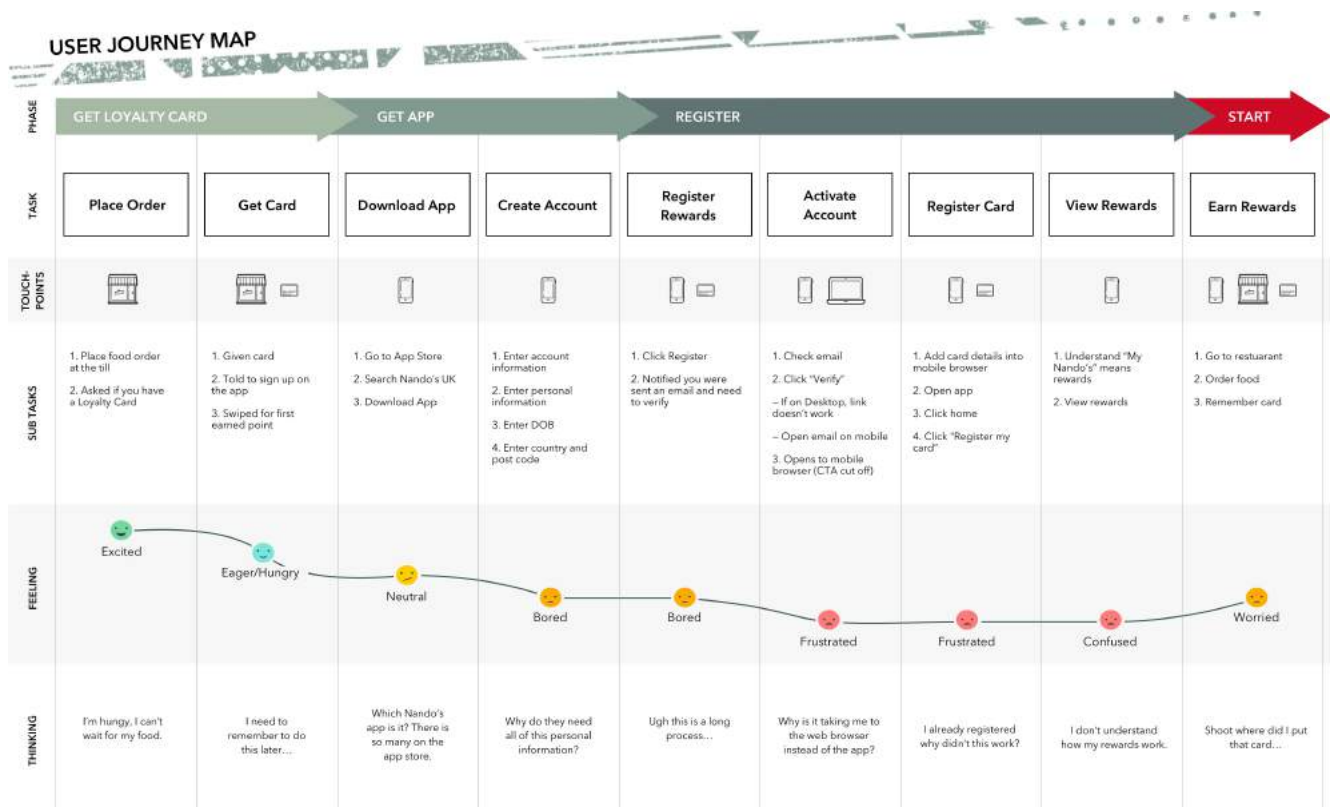 USER JOURNEY MAP
PHASE
GET LOYALTY CARD
GET APP
REGISTER
START
TASK
Place Order
Get Card
Download App
Create Account
Register
Rewards
Activate
Account
Register Card
View Rewards
Earn Rewards
TOUCH-
POINTS
SUB TASKS
1. Place food order
at the till
2. Asked if you have
a Loyalty Card
1. Given card
2. Told to sign up on
the app
3. Swiped for first
earned point
1. Go to App Store
2. Search Nando's UK
3. Download App
1. Enter account
information
2. Enter personal
information
3. Enter DOB
4. Enter country and
post code
1. Click Register
2. Notified you were
sent an email and need
to verify
1. Check email
2. Click "Verify"
– If on Desktop, link
doesn't work
– Open email on mobile
3. Opens to mobile
browser (CTA cut off)
1. Add card details into
mobile browser
2. Open app
3. Click home
4. Click "Register my
card"
1. Understand "My
Nando's" means
rewards
2. View rewards
1. Go to restuarant
2. Order food
3. Remember card
FEELING
Excited
Eager/Hungry
Neutral
Bored
Bored
Frustrated
Frustrated
Confused
Worried
THINKING
I'm hungy, I can't
wait for my food.
I need to
remember to do
this later...
Which Nando's
app is it? There is
so many on the
app store.
Why do they need
all of this personal
information?
Ugh this is a long
process...
Why is it taking me to
the web browser
instead of the app?
I already registered
why didn't this work?
I don't understand
how my rewards work.
Shoot where did I put
that card...